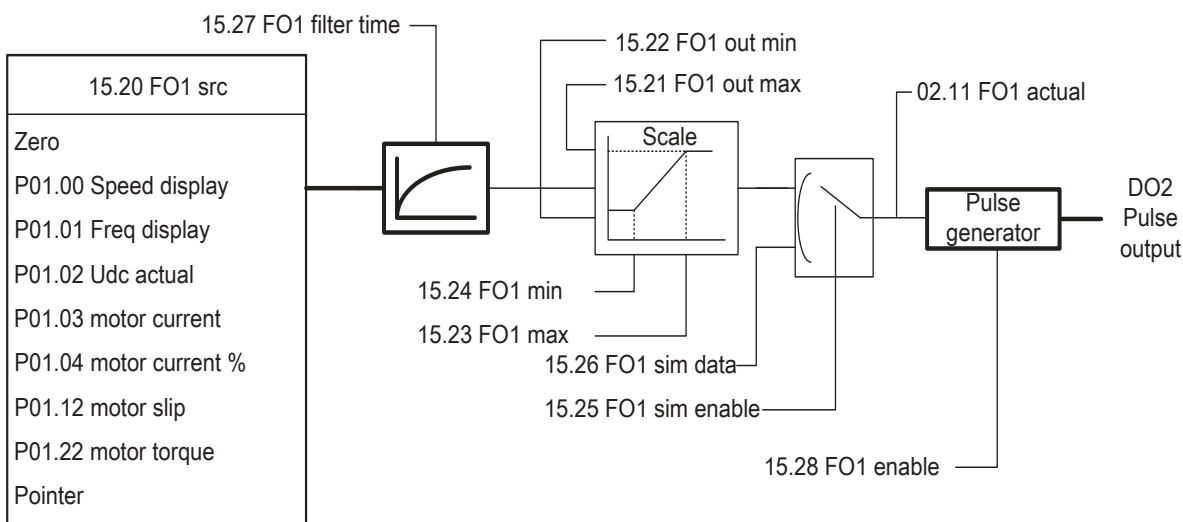 15.27 FO1 filter time
15.20 FO1 src
Zero
P01.00 Speed display
P01.01 Freq display
P01.02 Udc actual
P01.03 motor current
P01.04 motor current %
P01.12 motor slip
P01.22 motor torque
Pointer
15.22 FO1 out min
15.21 FO1 out max
Scale
15.24 FO1 min
15.23 FO1 max
15.26 FO1 sim data
15.25 FO1 sim enable
02.11 FO1 actual
Pulse
generator
15.28 FO1 enable
DO2
Pulse
output